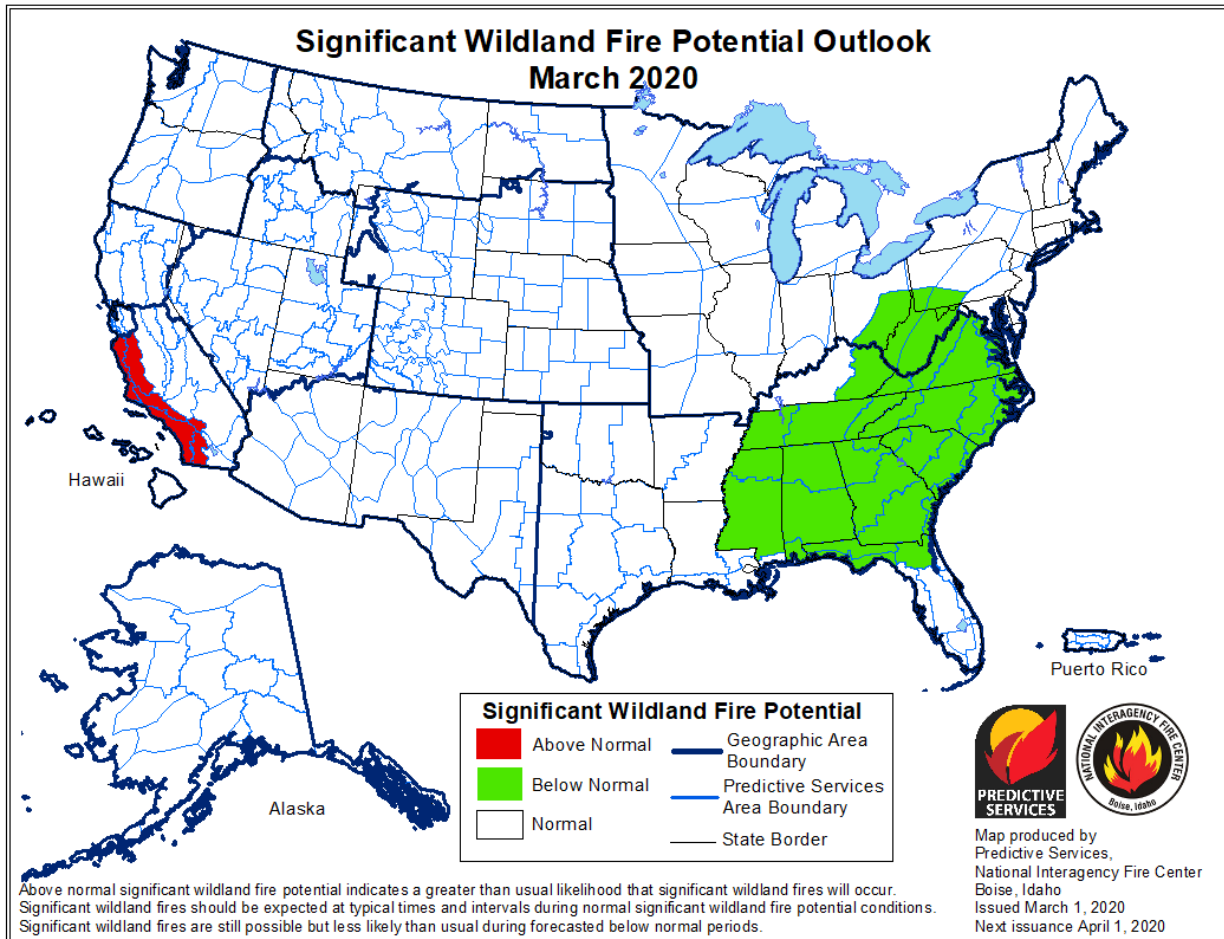 Significant Wildland Fire Potential Outlook
March 2020
Hawaii
Alaska
Puerto Rico
Significant Wildland Fire Potential
Above Normal
Below Normal
Normal
Geographic Area
Boundary
Predictive Services
Area Boundary
State Border
PREDICTIVE
SERVICES
NATIONAL INTERAGENCY FIRE CENTER
Boise, Idaho
Map produced by
Predictive Services,
National Interagency Fire Center
Boise, Idaho
Issued March 1, 2020
Next issuance April 1, 2020
Above normal significant wildland fire potential indicates a greater than usual likelihood that significant wildland fires will occur.
Significant wildland fires should be expected at typical times and intervals during normal significant wildland fire potential conditions.
Significant wildland fires are still possible but less likely than usual during forecasted below normal periods.